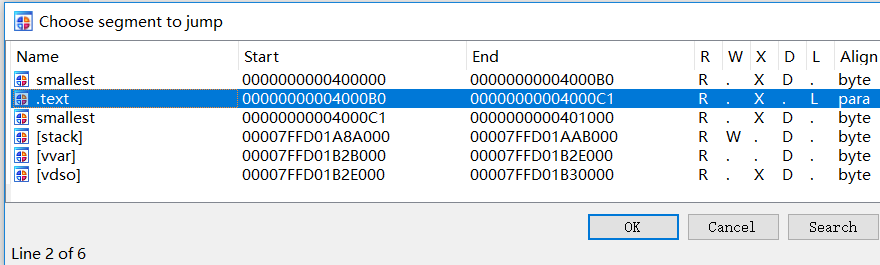 Choose segment to jump
Name Start End R W X D L Align
smallest 0000000000400000 00000000004000B0 R . X D . byte
.text 00000000004000B0 00000000004000C1 R . X . L para
smallest 00000000004000C1 0000000000401000 R . X D . byte
[stack] 00007FFD01A8A000 00007FFD01AAB000 R W . D . byte
[vvar] 00007FFD01B2B000 00007FFD01B2E000 R . . D . byte
[vdso] 00007FFD01B2E000 00007FFD01B30000 R . X D . byte
OK Cancel Search
Line 2 of 6